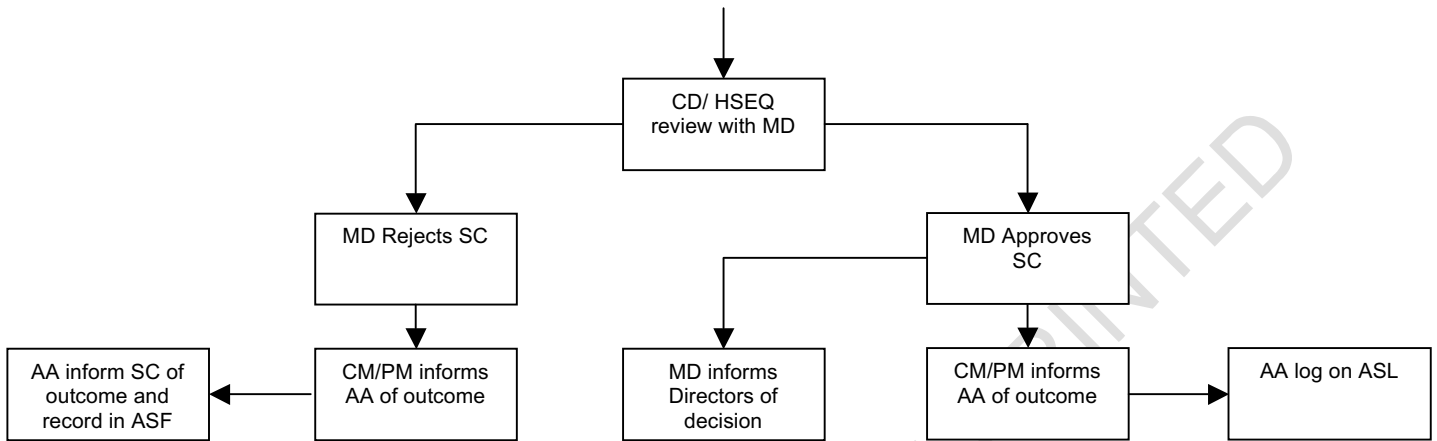 CD/ HSEQ
review with MD
MD Rejects SC
MD Approves
SC
AA inform SC of
outcome and
record in ASF
CM/PM informs
AA of outcome
MD informs
Directors of
decision
CM/PM informs
AA of outcome
AA log on ASL